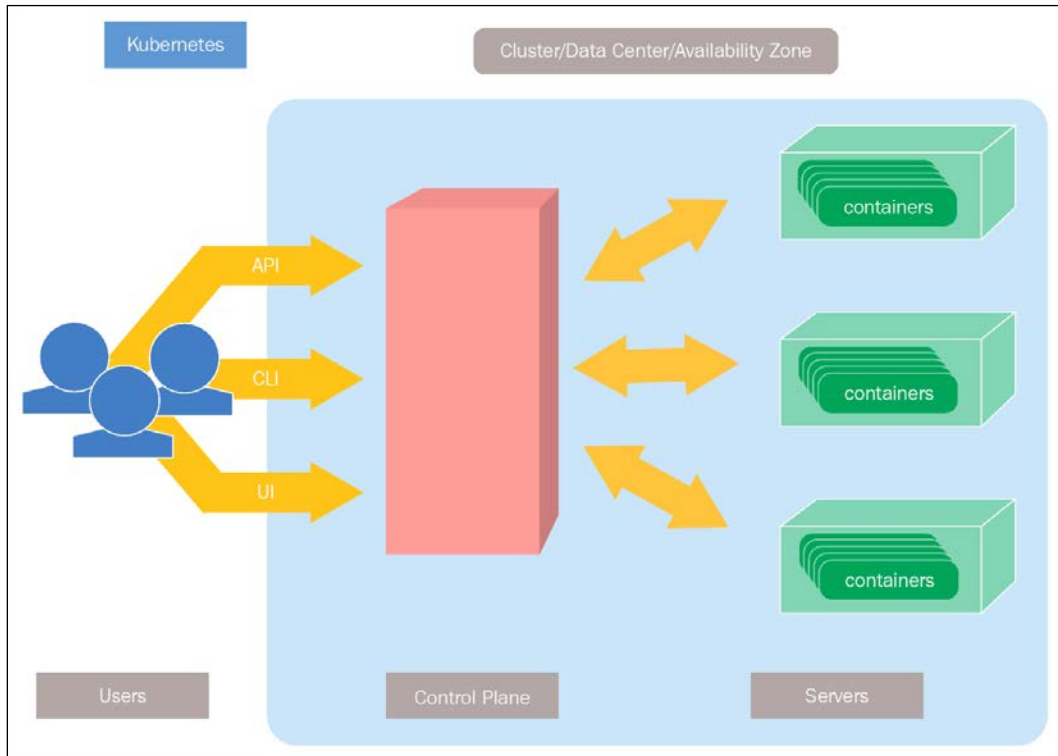 Kubernetes
Cluster/Data Center/Availability Zone
containers
API
CLI
containers
UI
containers
Users
Control Plane
Servers